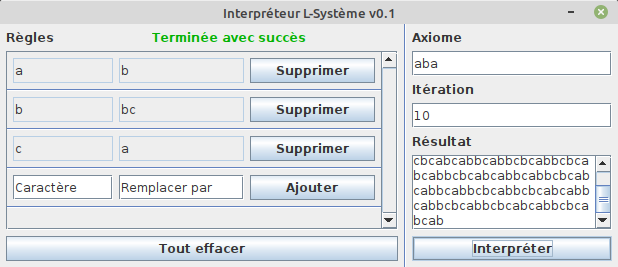 Interpréteur L-Système v0.1
Règles
Terminée avec succès
a
b
Supprimer
b
bc
Supprimer
c
a
Supprimer
Caractère
Remplacer par
Ajouter
Tout effacer
Axiome
aba
Itération
10
Résultat
cbcabcabbcabbcbcabbcbca
bcabbcbcabcabbcabbcbcab
cabbcabbcbcabbcbcabcabb
cabbcbcabbcbcabcabbcbca
bcab
Interpréter